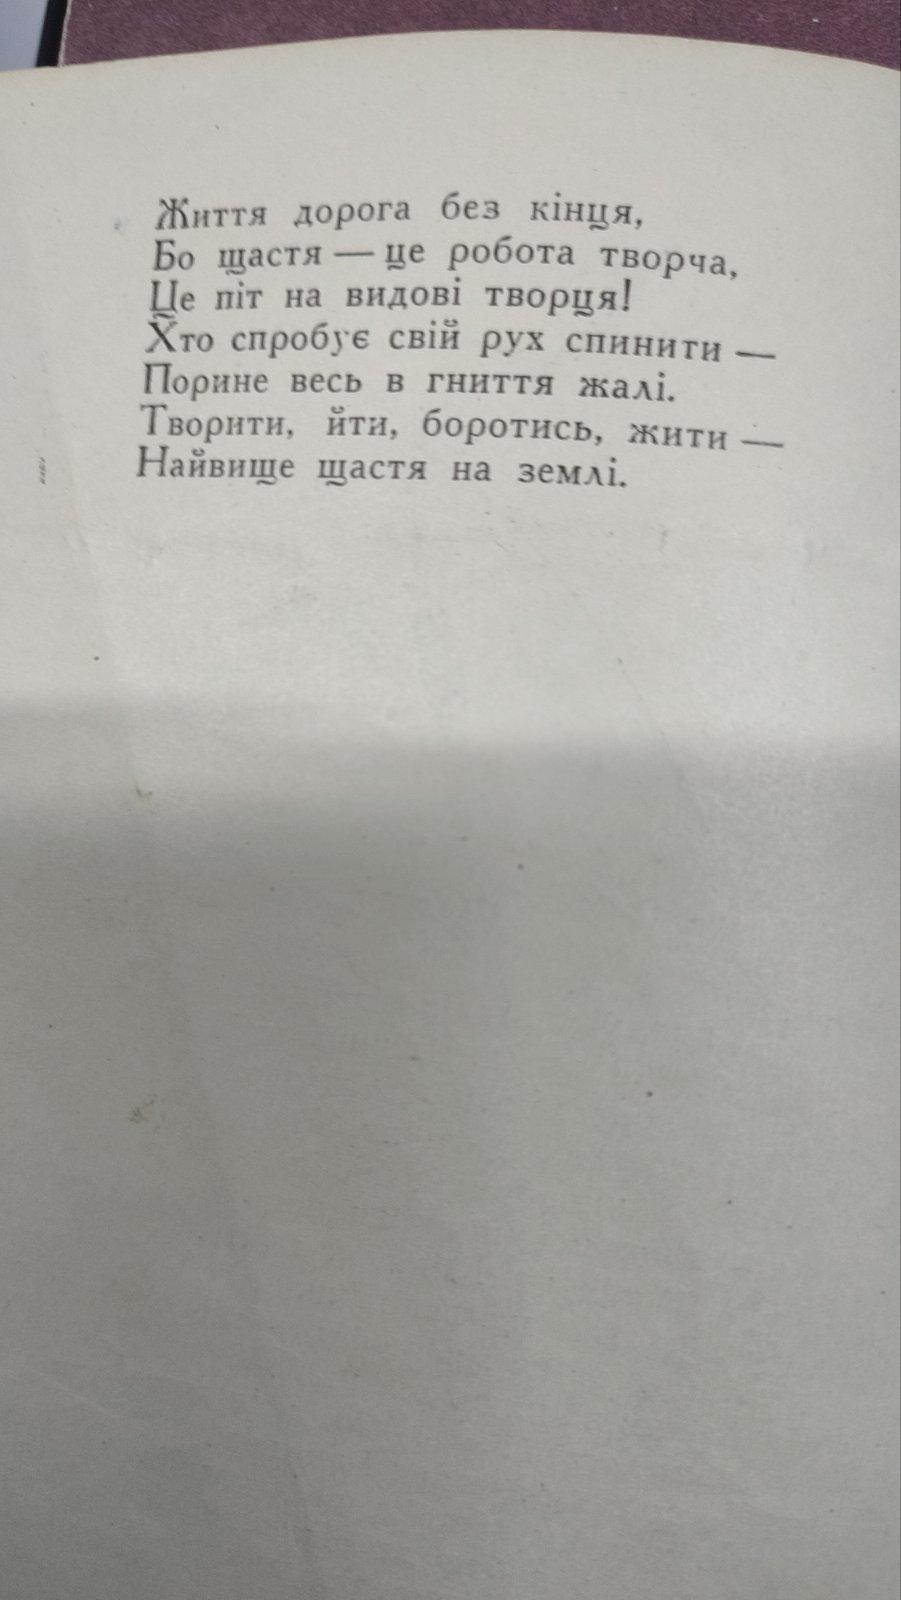 Життя дорога без кінця,
Бо щастя — це робота творча,
Це піт на видові творця!
Хто спробує свій рух спинити —
Порине весь в гниття жалі.
Творити, йти, боротись, жити —
Найвище щастя на землі.